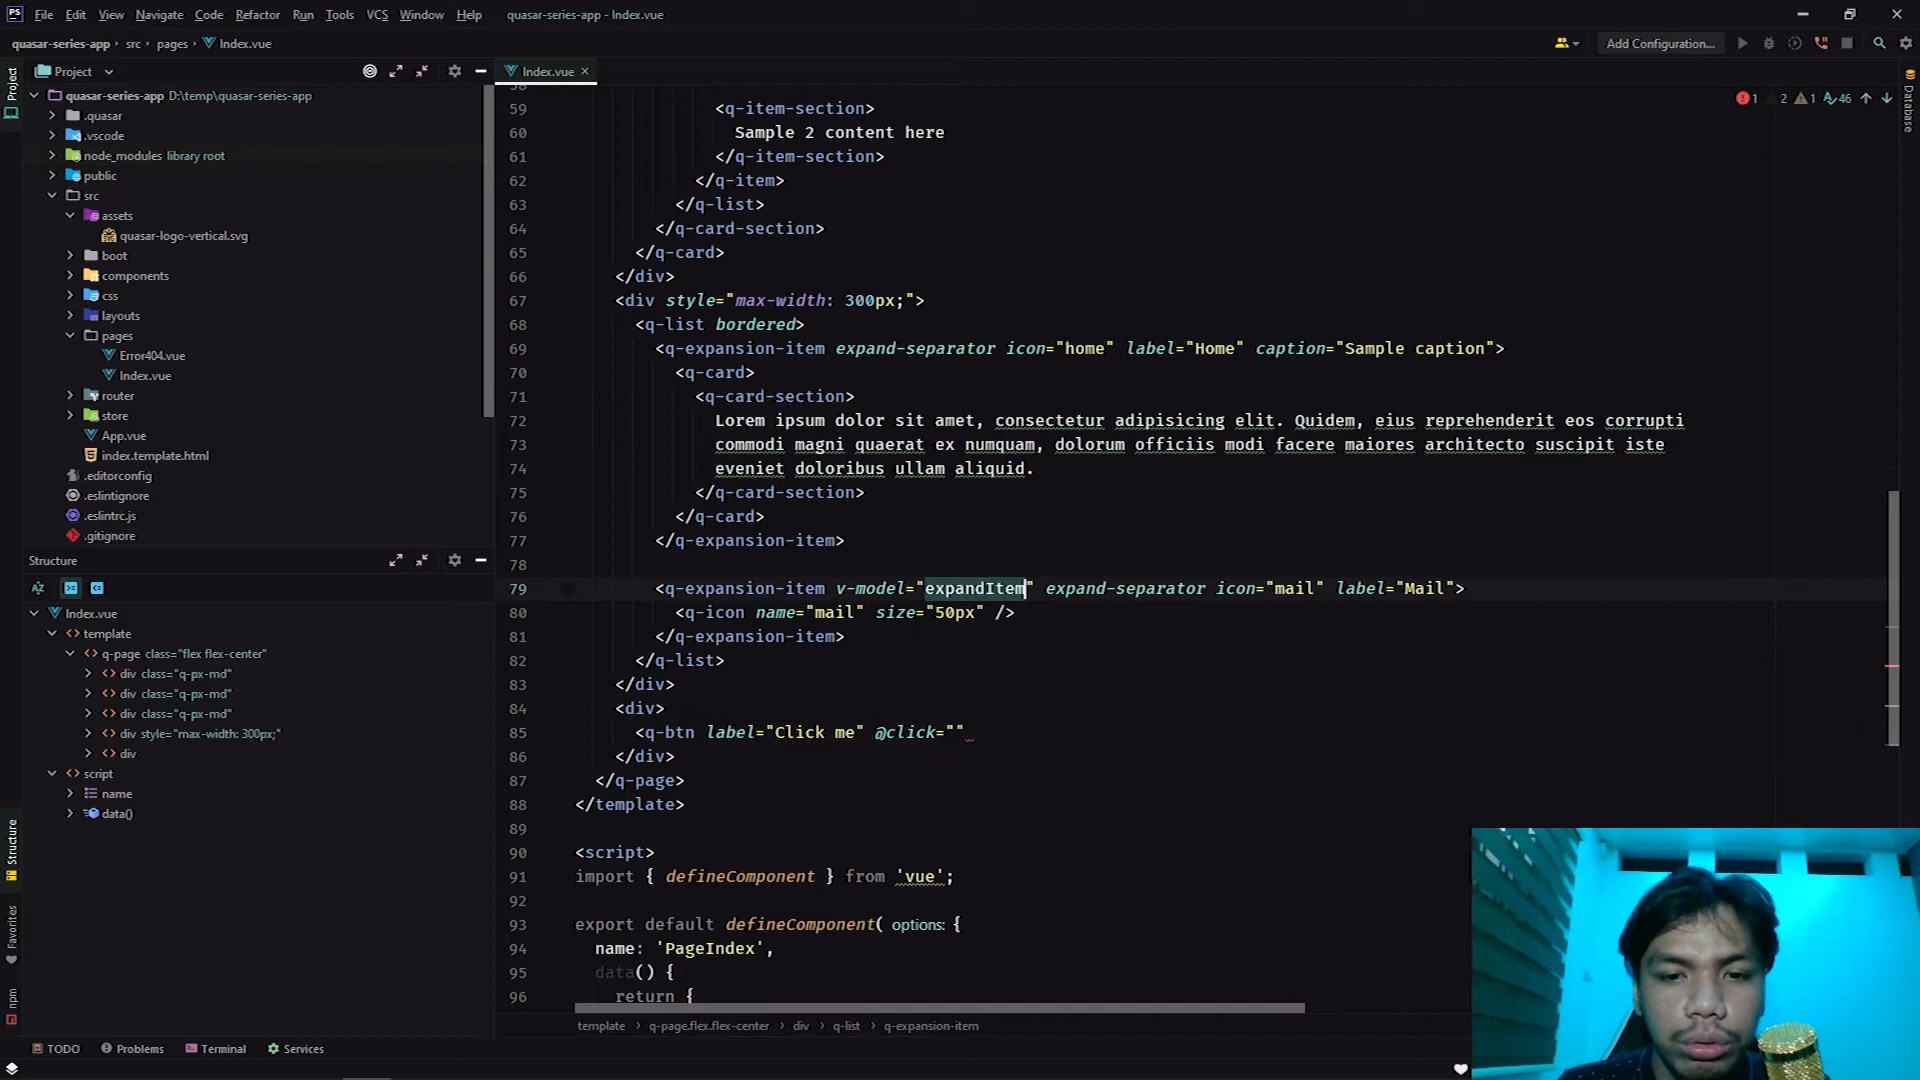 PS File Edit View Navigate Code Refactor Run Tools VCS Window Help quasar-series-app - Index.vue
quasar-series-app › src › pages › Index.vue
Add Configuration...
Project
Index.vue
1 2 1 46
Project
Structure
Favorites
npm
Database
quasar-series-app D:\temp\quasar-series-app
.quasar
.vscode
node_modules library root
public
src
assets
quasar-logo-vertical.svg
boot
components
css
layouts
pages
Error404.vue
Index.vue
router
store
App.vue
index.template.html
.editorconfig
.eslintignore
.eslintrc.js
.gitignore
Structure
Index.vue
template
q-page class="flex flex-center"
div class="q-px-md"
div class="q-px-md"
div class="q-px-md"
div style="max-width: 300px;"
div
script
name
data()
58
59 <q-item-section>
60 Sample 2 content here
61 </q-item-section>
62 </q-item>
63 </q-list>
64 </q-card-section>
65 </q-card>
66 </div>
67 <div style="max-width: 300px;">
68 <q-list bordered>
69 <q-expansion-item expand-separator icon="home" label="Home" caption="Sample caption">
70 <q-card>
71 <q-card-section>
72 Lorem ipsum dolor sit amet, consectetur adipisicing elit. Quidem, eius reprehenderit eos corrupti
73 commodi magni quaerat ex numquam, dolorum officiis modi facere maiores architecto suscipit iste
74 eveniet doloribus ullam aliquid.
75 </q-card-section>
76 </q-card>
77 </q-expansion-item>
78
79 <q-expansion-item v-model="expandItem" expand-separator icon="mail" label="Mail">
80 <q-icon name="mail" size="50px" />
81 </q-expansion-item>
82 </q-list>
83 </div>
84 <div>
85 <q-btn label="Click me" @click=""
86 </div>
87 </q-page>
88 </template>
89
90 <script>
91 import { defineComponent } from 'vue';
92
93 export default defineComponent( options: {
94 name: 'PageIndex',
95 data() {
96 return {
template › q-page.flex.flex-center › div › q-list › q-expansion-item
TODO Problems Terminal Services